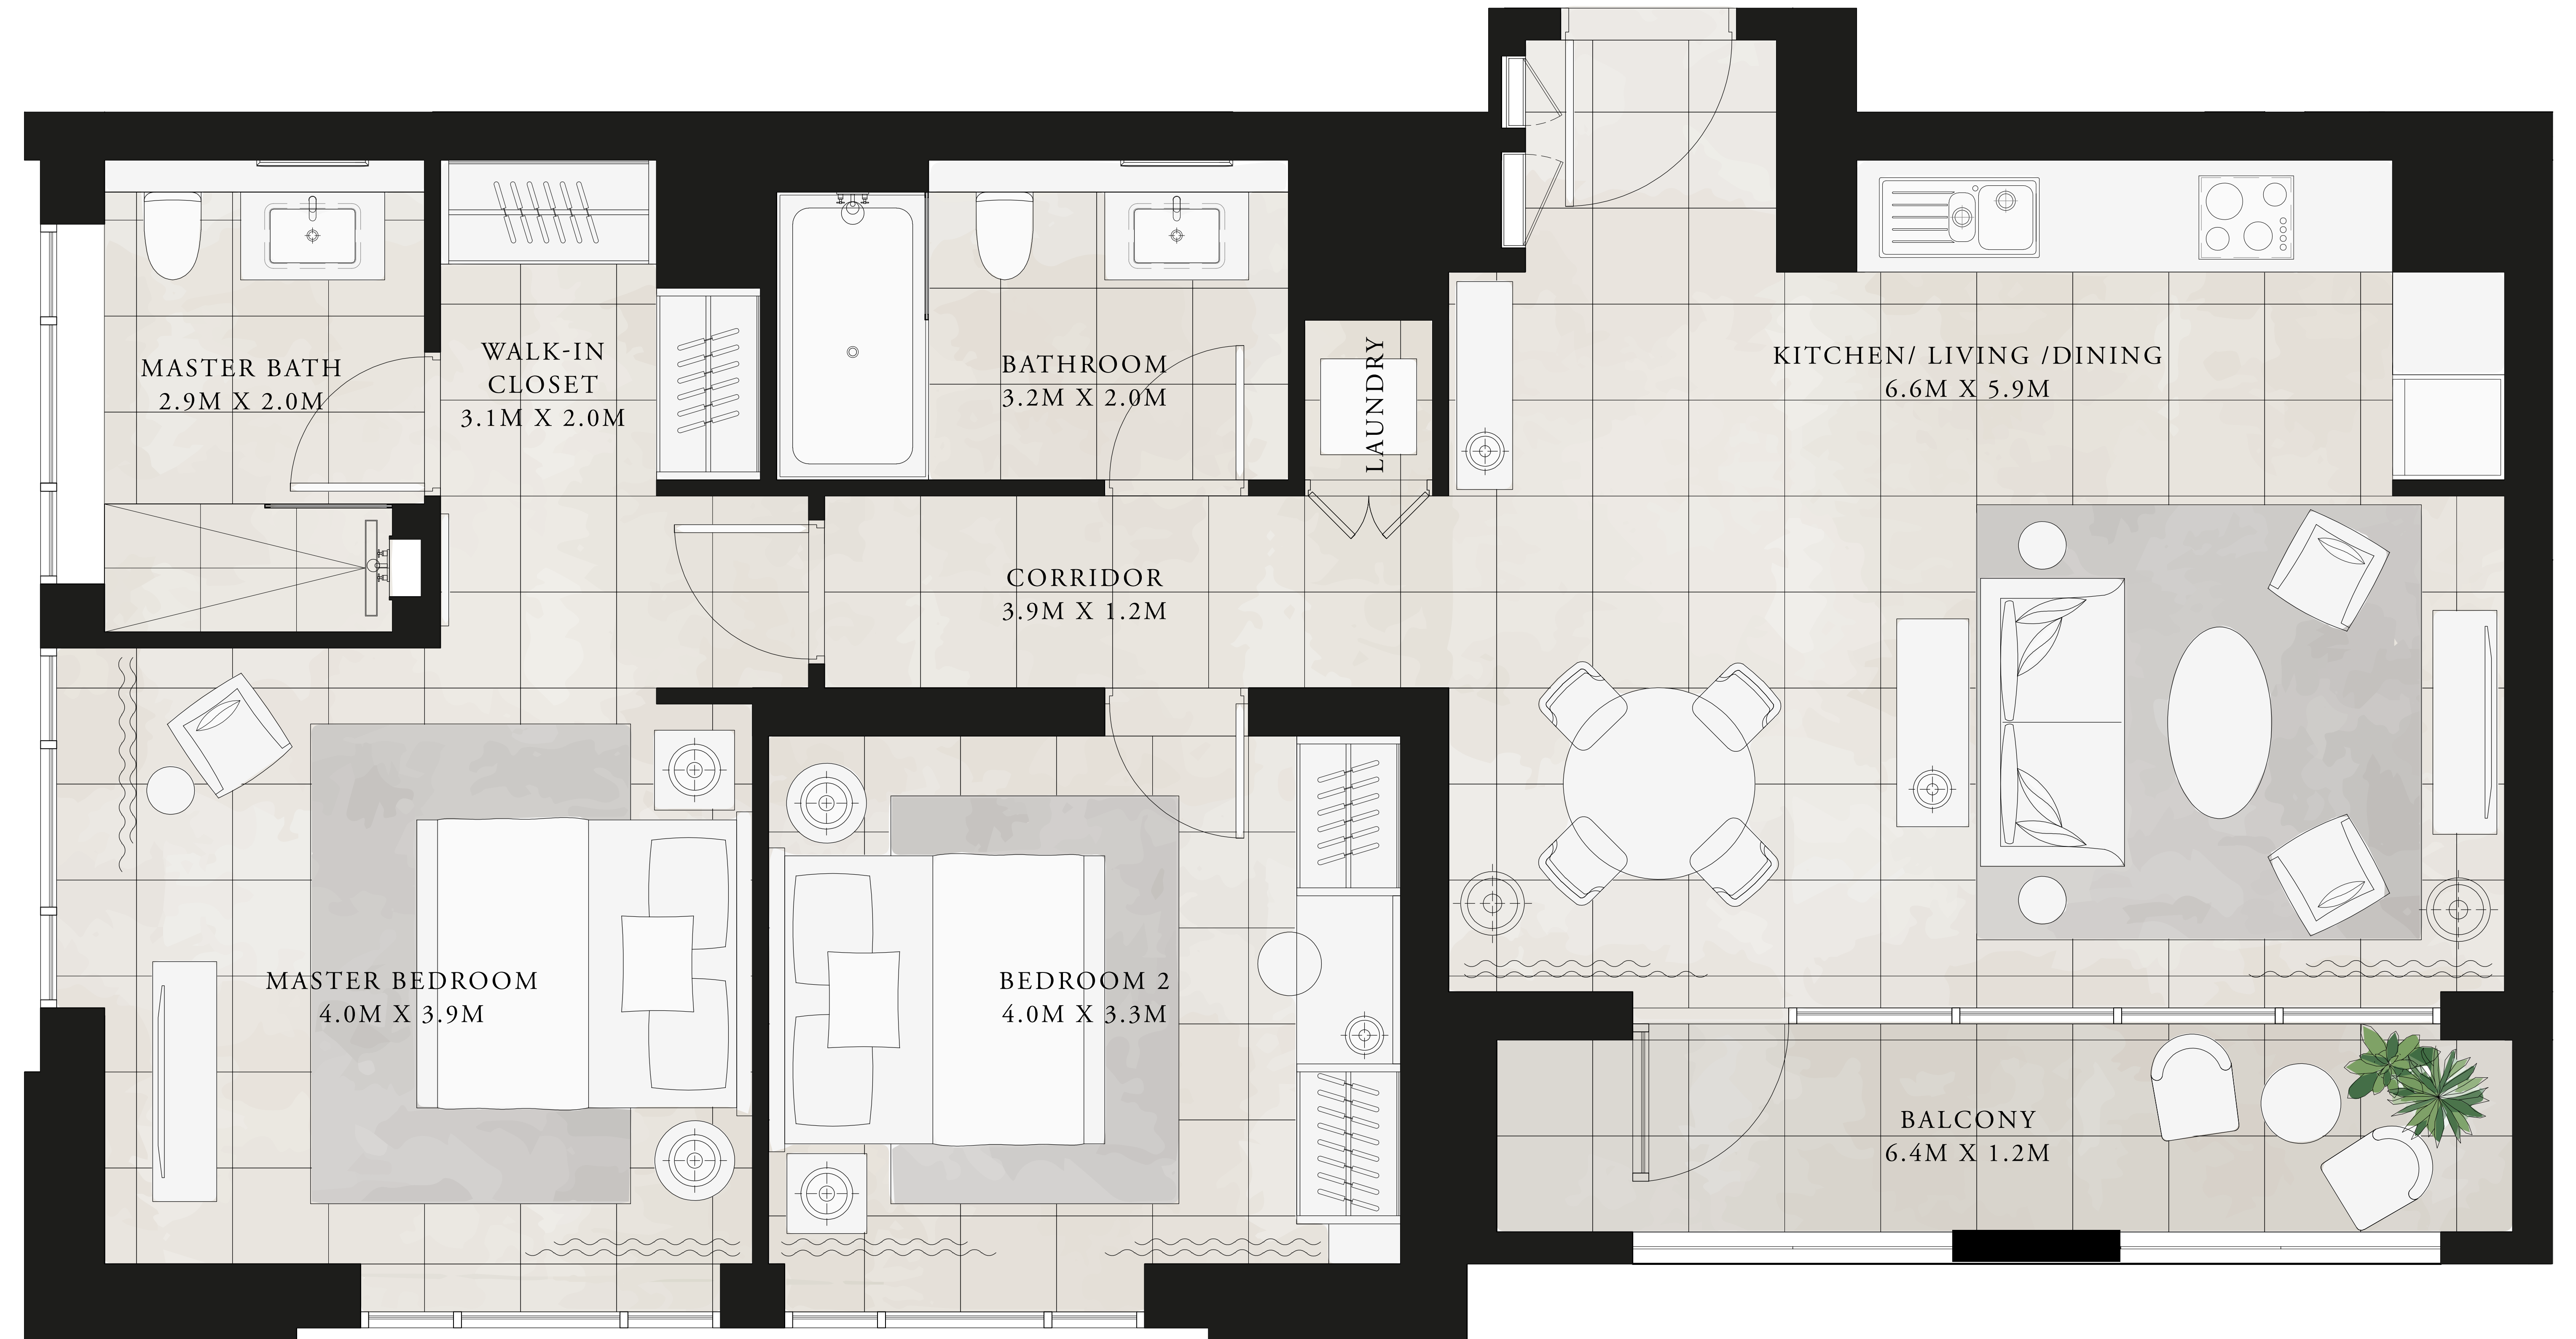 MASTER BATH
2.9M X 2.0M
WALK-IN
CLOSET
3.1M X 2.0M
BATHROOM
3.2M X 2.0M
LAUNDRY
KITCHEN/ LIVING /DINING
6.6M X 5.9M
CORRIDOR
3.9M X 1.2M
MASTER BEDROOM
4.0M X 3.9M
BEDROOM 2
4.0M X 3.3M
BALCONY
6.4M X 1.2M